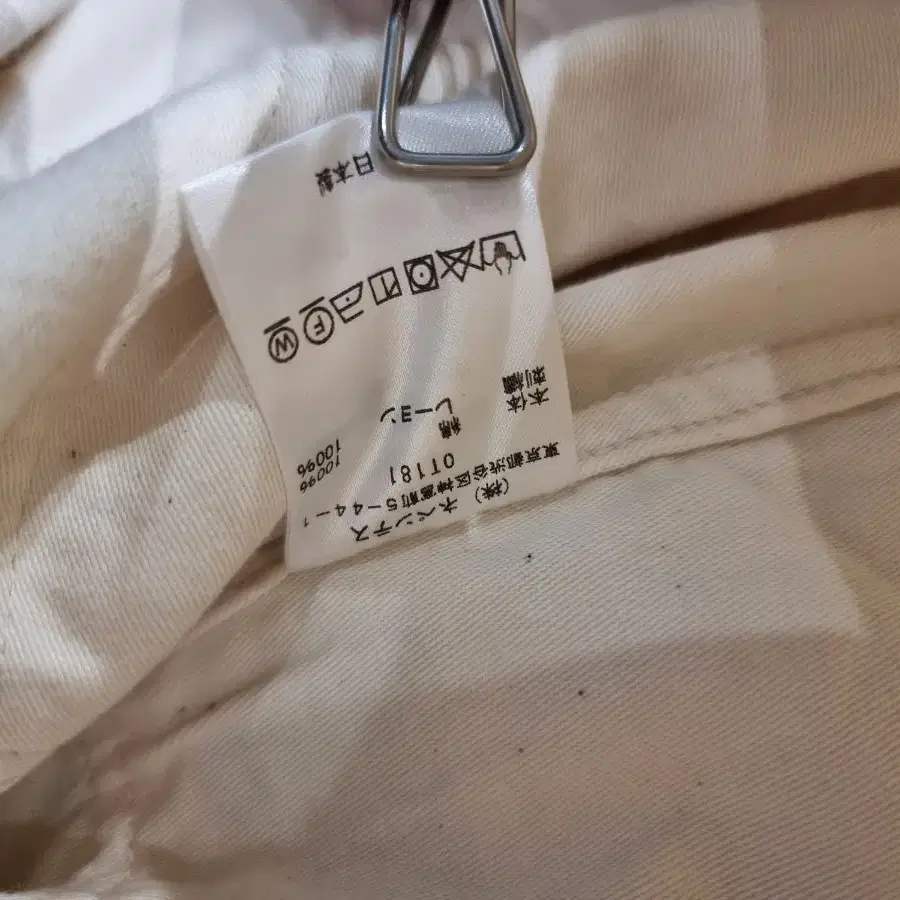 (株)ネペンテス
東京都渋谷区神宮前5-44-1
OT181
本体 綿 100%
刺繍 レーヨン 100%
F W
日本製